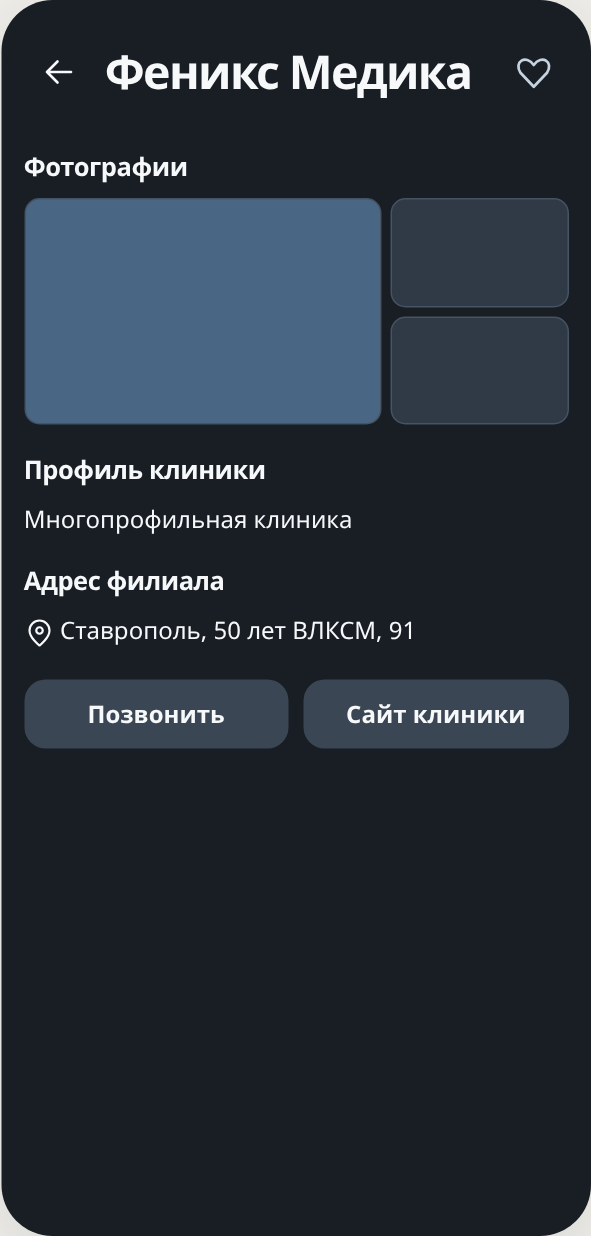 Феникс Медика
Фотографии
Профиль клиники
Многопрофильная клиника
Адрес филиала
Ставрополь, 50 лет ВЛКСМ, 91
Позвонить
Сайт клиники